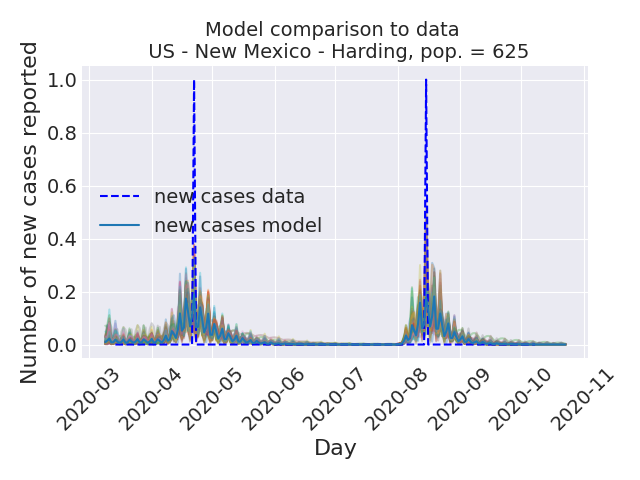 Model comparison to data
US - New Mexico - Harding, pop. = 625
Number of new cases reported
1.0
0.8
0.6
0.4
0.2
0.0
new cases data
new cases model
2020-03
2020-04
2020-05
2020-06
2020-07
2020-08
2020-09
2020-10
2020-11
Day